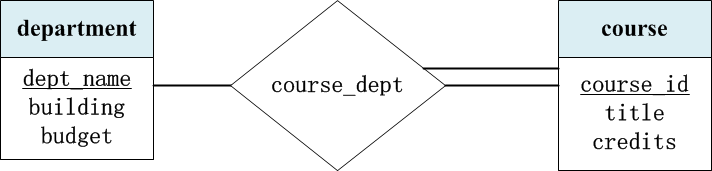 department
dept_name
building
budget
course_dept
course
course_id
title
credits